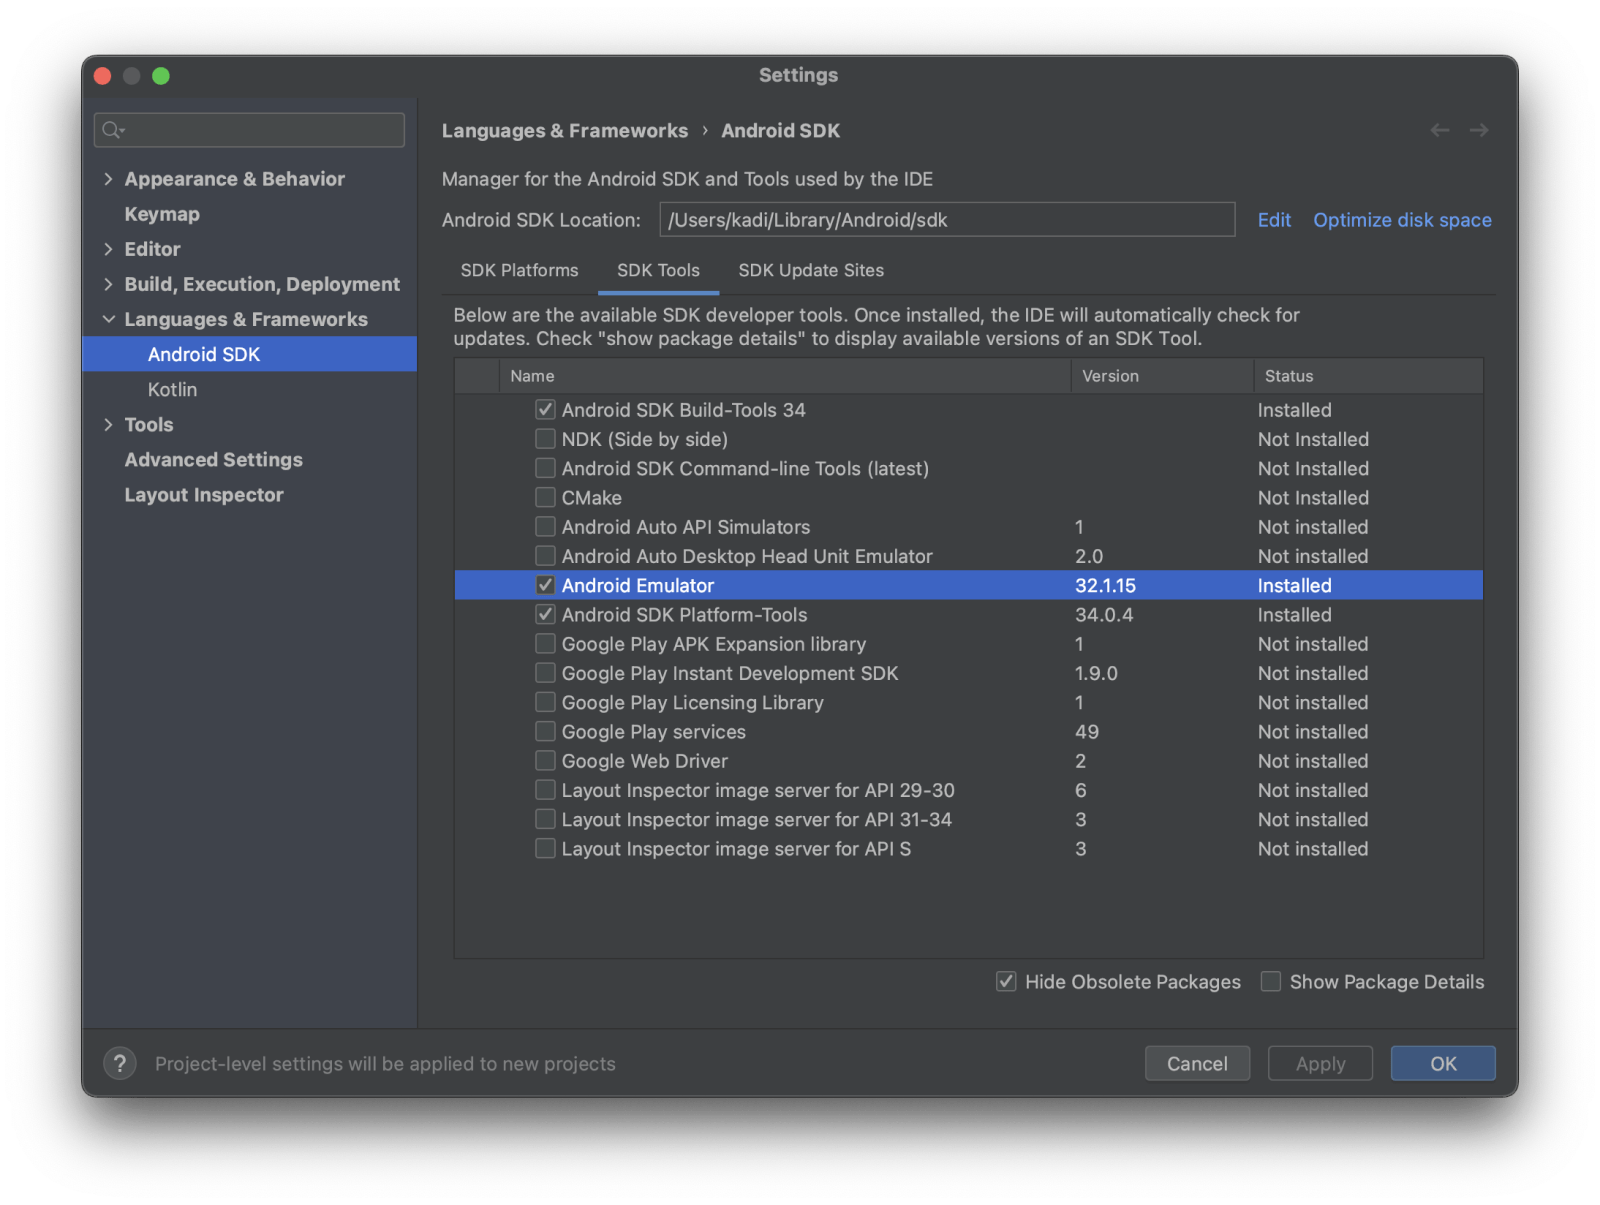 Settings
Appearance & Behavior
Keymap
Editor
Build, Execution, Deployment
Languages & Frameworks
Android SDK
Kotlin
Tools
Advanced Settings
Layout Inspector
Languages & Frameworks › Android SDK
Manager for the Android SDK and Tools used by the IDE
Android SDK Location: /Users/kadi/Library/Android/sdk Edit Optimize disk space
SDK Platforms SDK Tools SDK Update Sites
Below are the available SDK developer tools. Once installed, the IDE will automatically check for
updates. Check "show package details" to display available versions of an SDK Tool.
Name Version Status
Android SDK Build-Tools 34 Installed
NDK (Side by side) Not Installed
Android SDK Command-line Tools (latest) Not Installed
CMake Not Installed
Android Auto API Simulators 1 Not installed
Android Auto Desktop Head Unit Emulator 2.0 Not installed
Android Emulator 32.1.15 Installed
Android SDK Platform-Tools 34.0.4 Installed
Google Play APK Expansion library 1 Not installed
Google Play Instant Development SDK 1.9.0 Not installed
Google Play Licensing Library 1 Not installed
Google Play services 49 Not installed
Google Web Driver 2 Not installed
Layout Inspector image server for API 29-30 6 Not installed
Layout Inspector image server for API 31-34 3 Not installed
Layout Inspector image server for API S 3 Not installed
Hide Obsolete Packages Show Package Details
? Project-level settings will be applied to new projects
Cancel Apply OK